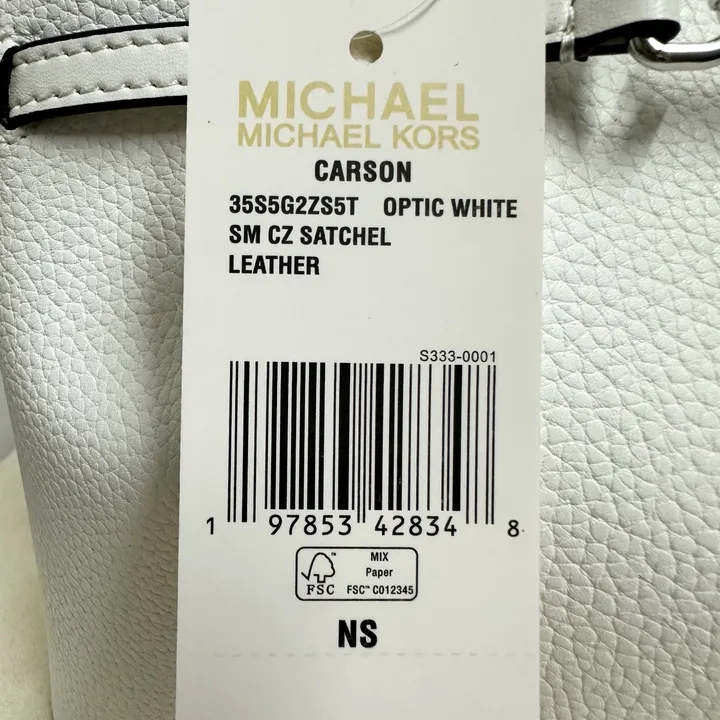 MICHAEL
MICHAEL KORS
CARSON
35S5G2ZS5T OPTIC WHITE
SM CZ SATCHEL
LEATHER
S333-0001
1 97853 42834 8
FSC
MIX
Paper
FSC™ C012345
NS